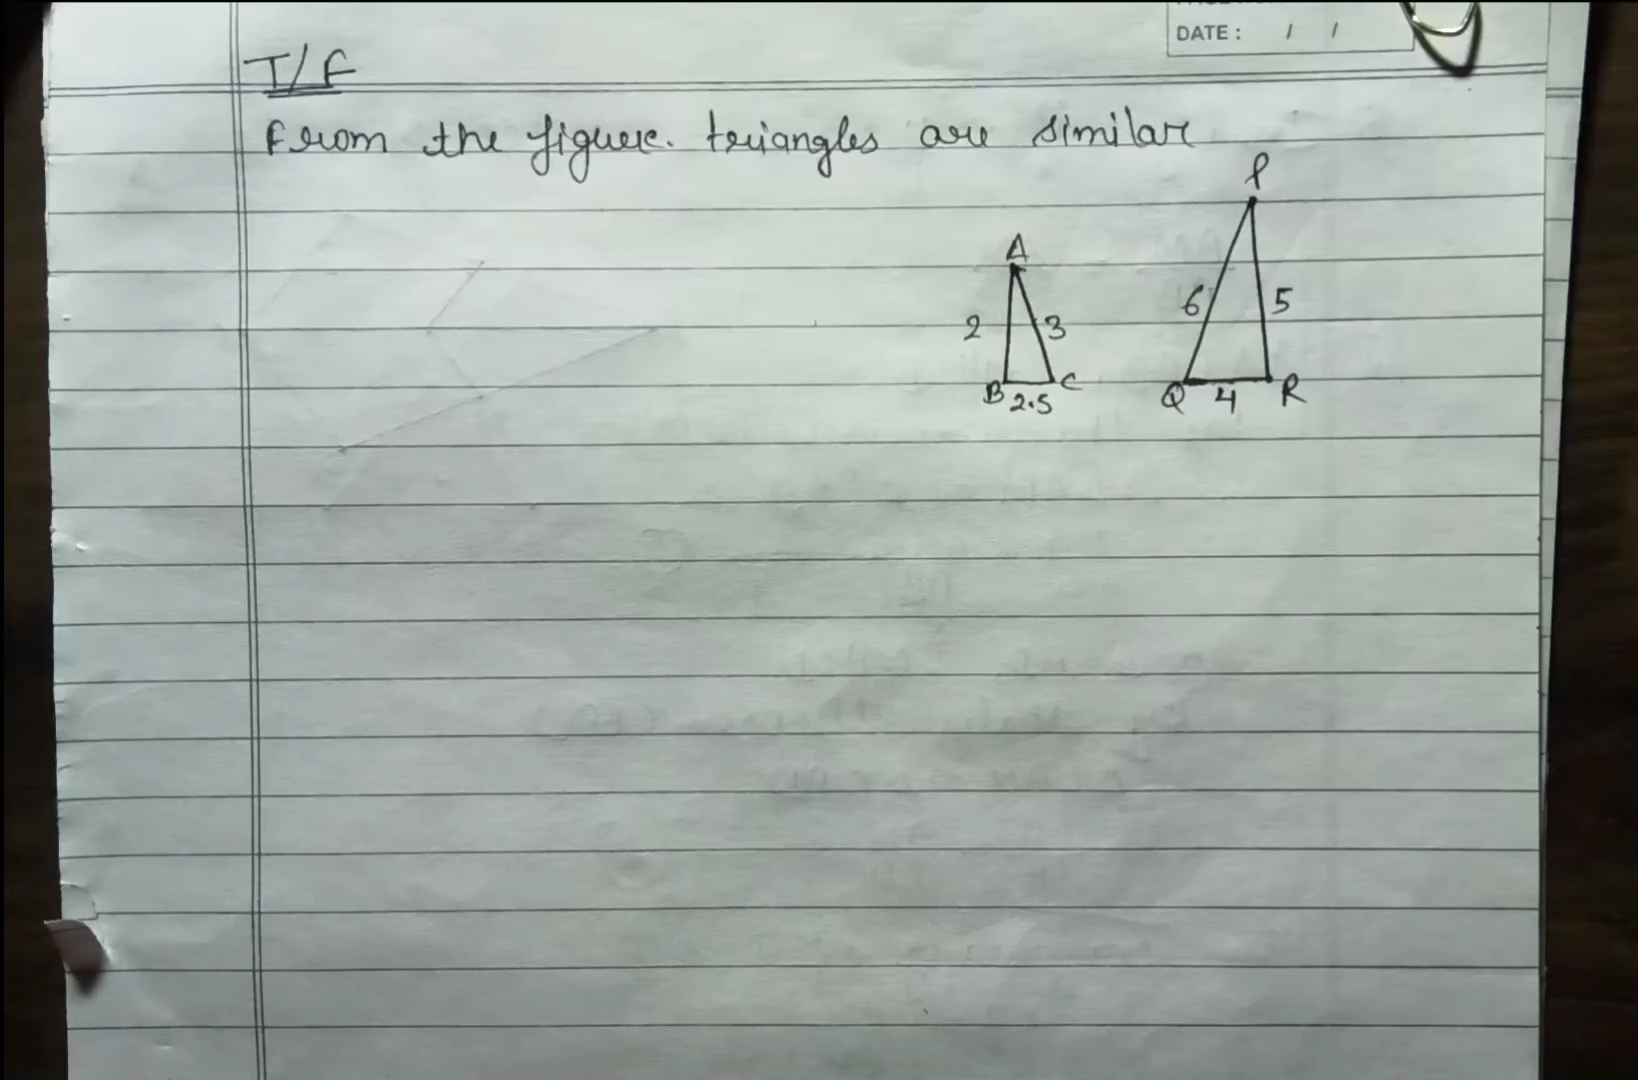 DATE : / /
T/F
From the figure. triangles are similar
P
A
6 5
2 3
B C
2.5
Q 4 R